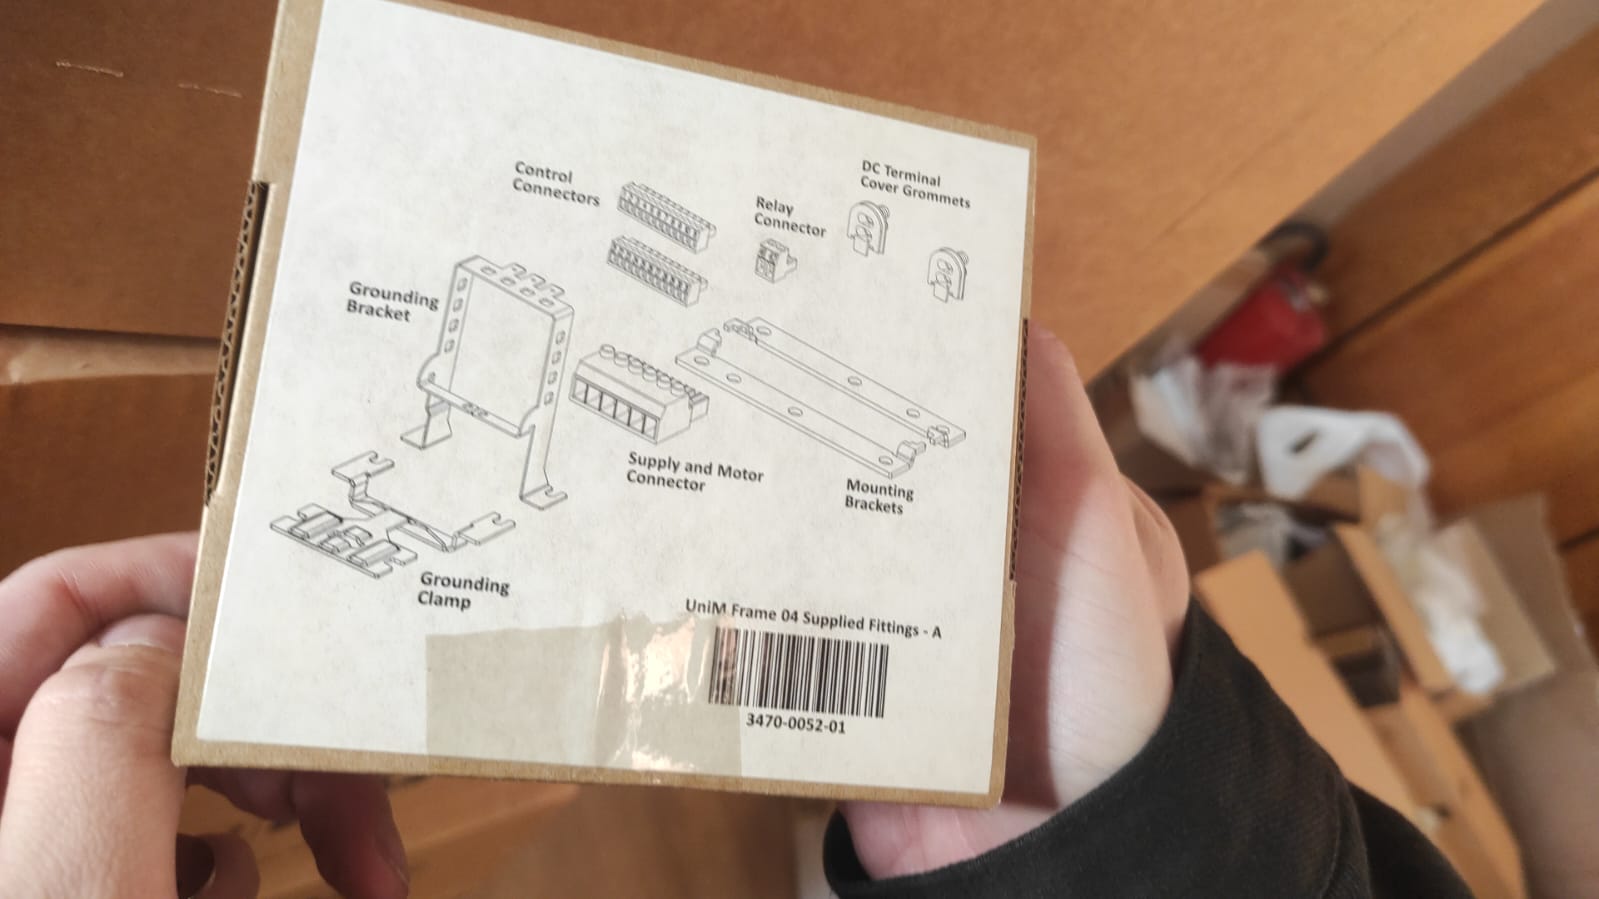 Control
Connectors
Relay
Connector
DC Terminal
Cover Grommets
Grounding
Bracket
Supply and Motor
Connector
Mounting
Brackets
Grounding
Clamp
UniM Frame 04 Supplied Fittings - A
3470-0052-01